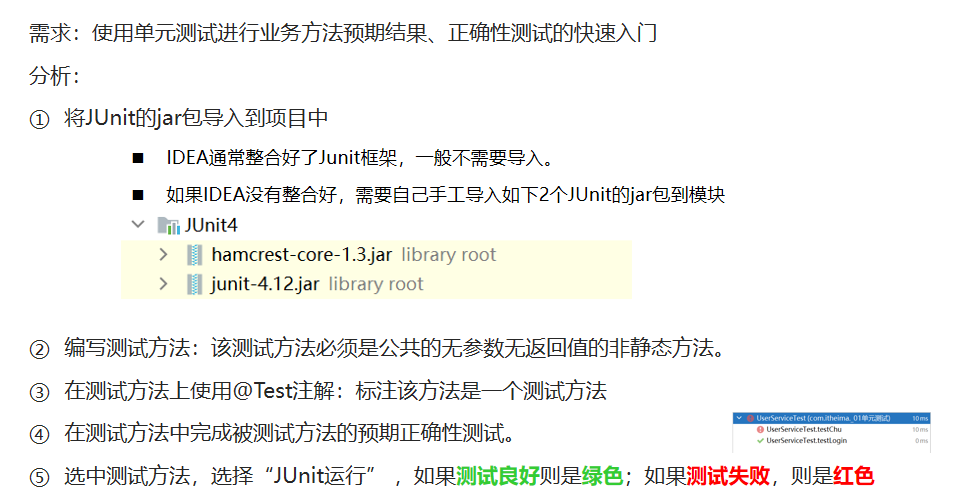 需求：使用单元测试进行业务方法预期结果、正确性测试的快速入门
分析：
① 将JUnit的jar包导入到项目中
■ IDEA通常整合好了Junit框架，一般不需要导入。
■ 如果IDEA没有整合好，需要自己手工导入如下2个JUnit的jar包到模块
JUnit4
hamcrest-core-1.3.jar library root
junit-4.12.jar library root
② 编写测试方法：该测试方法必须是公共的无参数无返回值的非静态方法。
③ 在测试方法上使用@Test注解：标注该方法是一个测试方法
④ 在测试方法中完成被测试方法的预期正确性测试。
UserServiceTest (com.itheima._01单元测试) 10 ms
UserServiceTest.testChu 10 ms
UserServiceTest.testLogin 0 ms
⑤ 选中测试方法，选择“JUnit运行” ，如果测试良好则是绿色；如果测试失败，则是红色